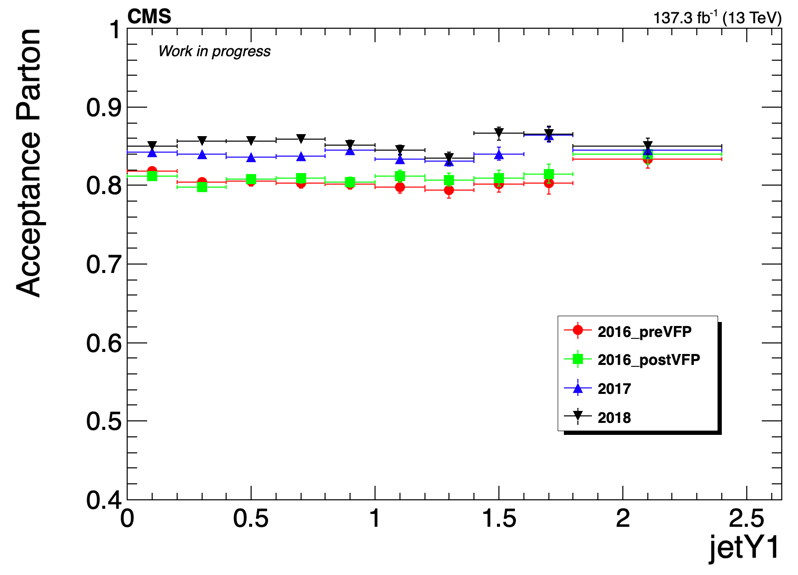 CMS
137.3 fb⁻¹ (13 TeV)
Work in progress
Acceptance Parton
1
0.9
0.8
0.7
0.6
0.5
0.4
2016_preVFP
2016_postVFP
2017
2018
0 0.5 1 1.5 2 2.5
jetY1